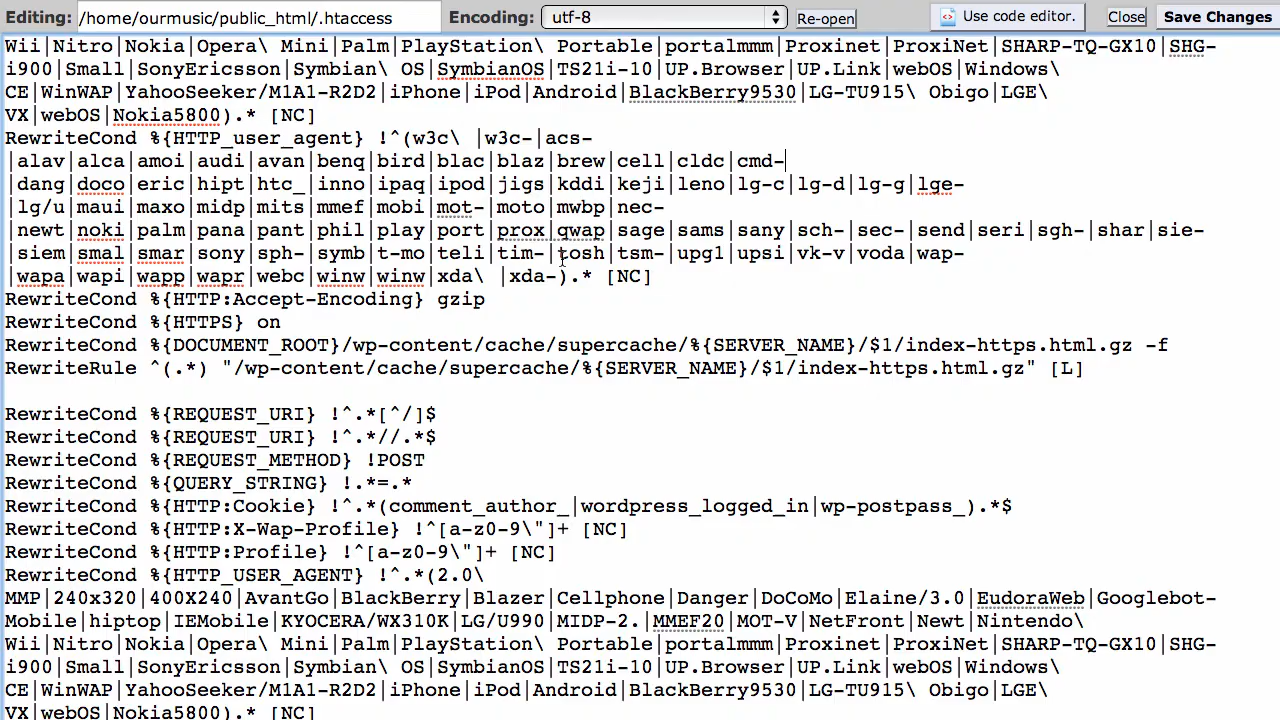 Editing: /home/ourmusic/public_html/.htaccess Encoding: utf-8 Re-open Use code editor. Close Save Changes
Wii|Nitro|Nokia|Opera\ Mini|Palm|PlayStation\ Portable|portalmmm|Proxinet|ProxiNet|SHARP-TQ-GX10|SHG-
i900|Small|SonyEricsson|Symbian\ OS|SymbianOS|TS21i-10|UP.Browser|UP.Link|webOS|Windows\
CE|WinWAP|YahooSeeker/M1A1-R2D2|iPhone|iPod|Android|BlackBerry9530|LG-TU915\ Obigo|LGE\
VX|webOS|Nokia5800).* [NC]
RewriteCond %{HTTP_user_agent} !^(w3c\ |w3c-|acs-
|alav|alca|amoi|audi|avan|benq|bird|blac|blaz|brew|cell|cldc|cmd-
|dang|doco|eric|hipt|htc_|inno|ipaq|ipod|jigs|kddi|keji|leno|lg-c|lg-d|lg-g|lge-
|lg/u|maui|maxo|midp|mits|mmef|mobi|mot-|moto|mwbp|nec-
|newt|noki|palm|pana|pant|phil|play|port|prox|qwap|sage|sams|sany|sch-|sec-|send|seri|sgh-|shar|sie-
|siem|smal|smar|sony|sph-|symb|t-mo|teli|tim-|tosh|tsm-|upg1|upsi|vk-v|voda|wap-
|wapa|wapi|wapp|wapr|webc|winw|winw|xda\ |xda-).* [NC]
RewriteCond %{HTTP:Accept-Encoding} gzip
RewriteCond %{HTTPS} on
RewriteCond %{DOCUMENT_ROOT}/wp-content/cache/supercache/%{SERVER_NAME}/$1/index-https.html.gz -f
RewriteRule ^(.*) "/wp-content/cache/supercache/%{SERVER_NAME}/$1/index-https.html.gz" [L]
RewriteCond %{REQUEST_URI} !^.*[^/]$
RewriteCond %{REQUEST_URI} !^.*//.*$
RewriteCond %{REQUEST_METHOD} !POST
RewriteCond %{QUERY_STRING} !.*=.*
RewriteCond %{HTTP:Cookie} !^.*(comment_author_|wordpress_logged_in|wp-postpass_).*$
RewriteCond %{HTTP:X-Wap-Profile} !^[a-z0-9\"]+ [NC]
RewriteCond %{HTTP:Profile} !^[a-z0-9\"]+ [NC]
RewriteCond %{HTTP_USER_AGENT} !^.*(2.0\
MMP|240x320|400X240|AvantGo|BlackBerry|Blazer|Cellphone|Danger|DoCoMo|Elaine/3.0|EudoraWeb|Googlebot-
Mobile|hiptop|IEMobile|KYOCERA/WX310K|LG/U990|MIDP-2.|MMEF20|MOT-V|NetFront|Newt|Nintendo\
Wii|Nitro|Nokia|Opera\ Mini|Palm|PlayStation\ Portable|portalmmm|Proxinet|ProxiNet|SHARP-TQ-GX10|SHG-
i900|Small|SonyEricsson|Symbian\ OS|SymbianOS|TS21i-10|UP.Browser|UP.Link|webOS|Windows\
CE|WinWAP|YahooSeeker/M1A1-R2D2|iPhone|iPod|Android|BlackBerry9530|LG-TU915\ Obigo|LGE\
VX|webOS|Nokia5800).* [NC]